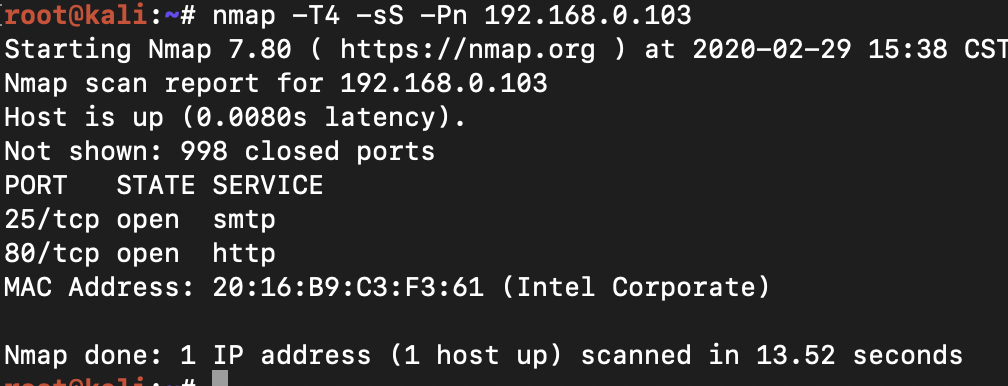 root@kali:~# nmap -T4 -sS -Pn 192.168.0.103
Starting Nmap 7.80 ( https://nmap.org ) at 2020-02-29 15:38 CST
Nmap scan report for 192.168.0.103
Host is up (0.0080s latency).
Not shown: 998 closed ports
PORT   STATE SERVICE
25/tcp open  smtp
80/tcp open  http
MAC Address: 20:16:B9:C3:F3:61 (Intel Corporate)
Nmap done: 1 IP address (1 host up) scanned in 13.52 seconds
root@kali:~#